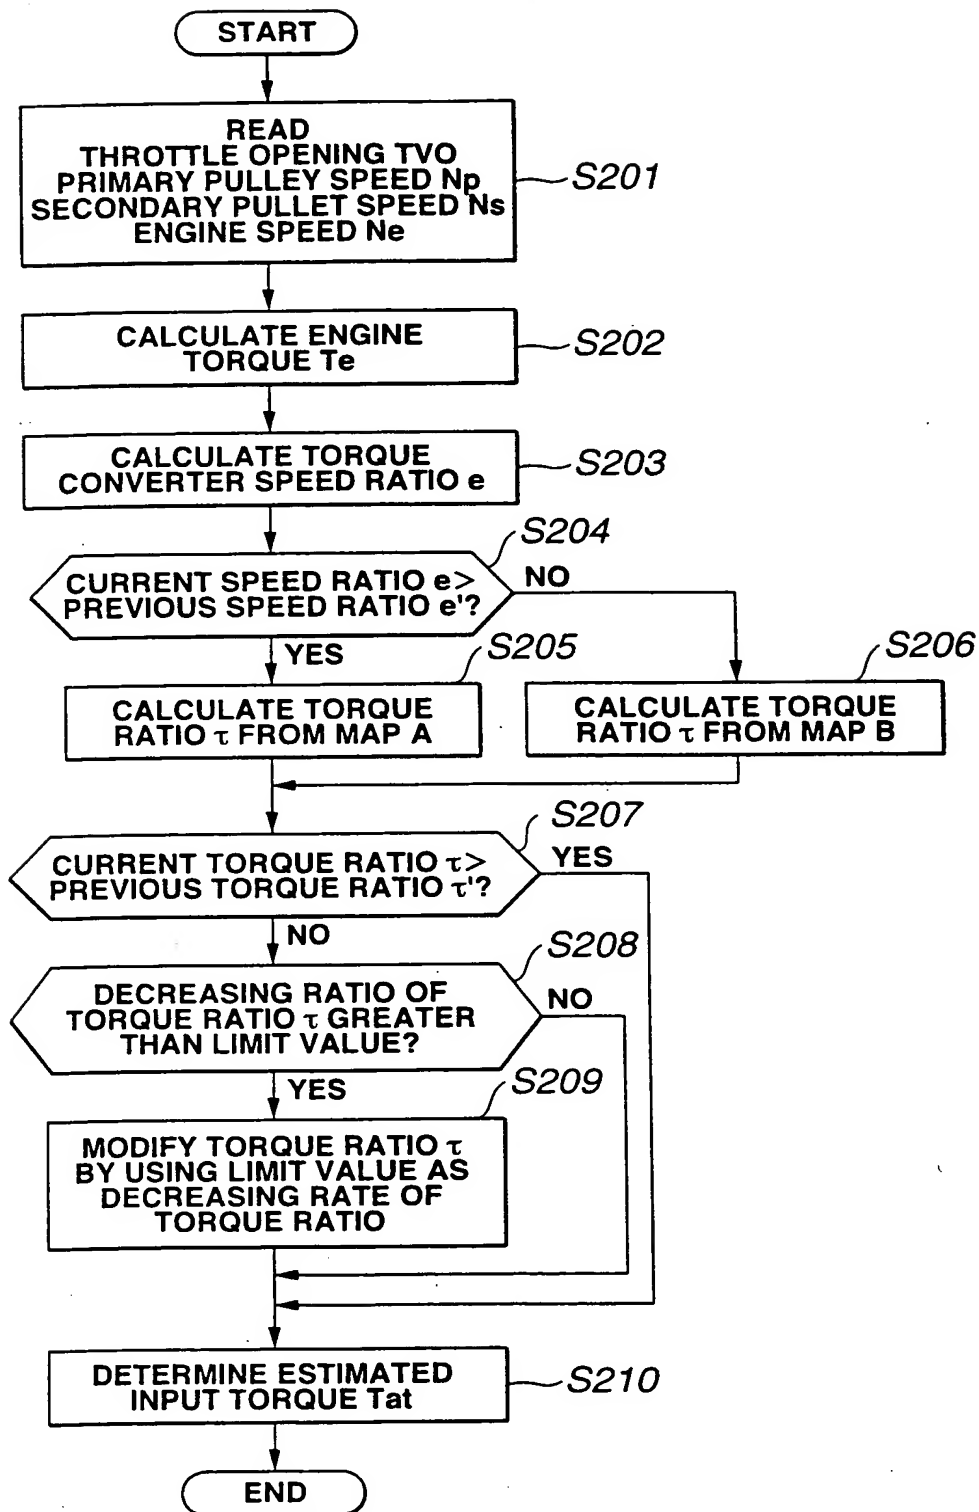 START
READ
THROTTLE OPENING TVO
PRIMARY PULLEY SPEED Np
SECONDARY PULLET SPEED Ns
ENGINE SPEED Ne
S201
CALCULATE ENGINE
TORQUE Te
S202
CALCULATE TORQUE
CONVERTER SPEED RATIO e
S203
S204
CURRENT SPEED RATIO e>
PREVIOUS SPEED RATIO e'?
NO
YES
S205
S206
CALCULATE TORQUE
RATIO τ FROM MAP A
CALCULATE TORQUE
RATIO τ FROM MAP B
S207
CURRENT TORQUE RATIO τ>
PREVIOUS TORQUE RATIO τ'?
YES
NO
S208
DECREASING RATIO OF
TORQUE RATIO τ GREATER
THAN LIMIT VALUE?
NO
YES
S209
MODIFY TORQUE RATIO τ
BY USING LIMIT VALUE AS
DECREASING RATE OF
TORQUE RATIO
DETERMINE ESTIMATED
INPUT TORQUE Tat
S210
END